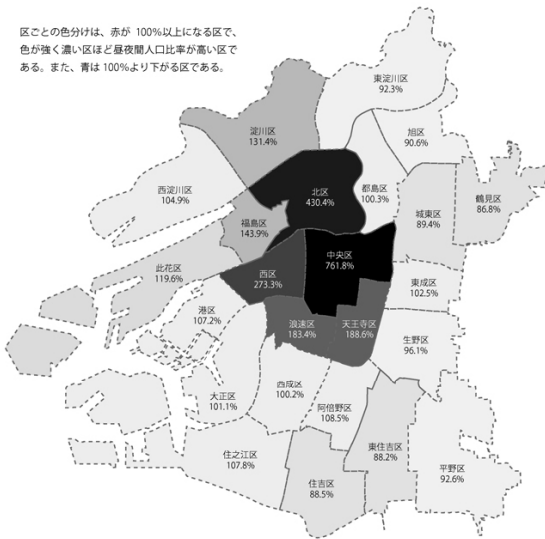 区ごとの色分けは、赤が 100%以上になる区で、
色が強く濃い区ほど昼夜間人口比率が高い区で
ある。また、青は 100%より下がる区である。
東淀川区
92.3%
淀川区
131.4%
旭区
90.6%
西淀川区
104.9%
北区
430.4%
都島区
100.3%
鶴見区
86.8%
福島区
143.9%
城東区
89.4%
此花区
119.6%
西区
273.3%
中央区
761.8%
東成区
102.5%
港区
107.2%
浪速区
183.4%
天王寺区
188.6%
生野区
96.1%
大正区
101.1%
西成区
100.2%
阿倍野区
108.5%
住之江区
107.8%
住吉区
88.5%
東住吉区
88.2%
平野区
92.6%